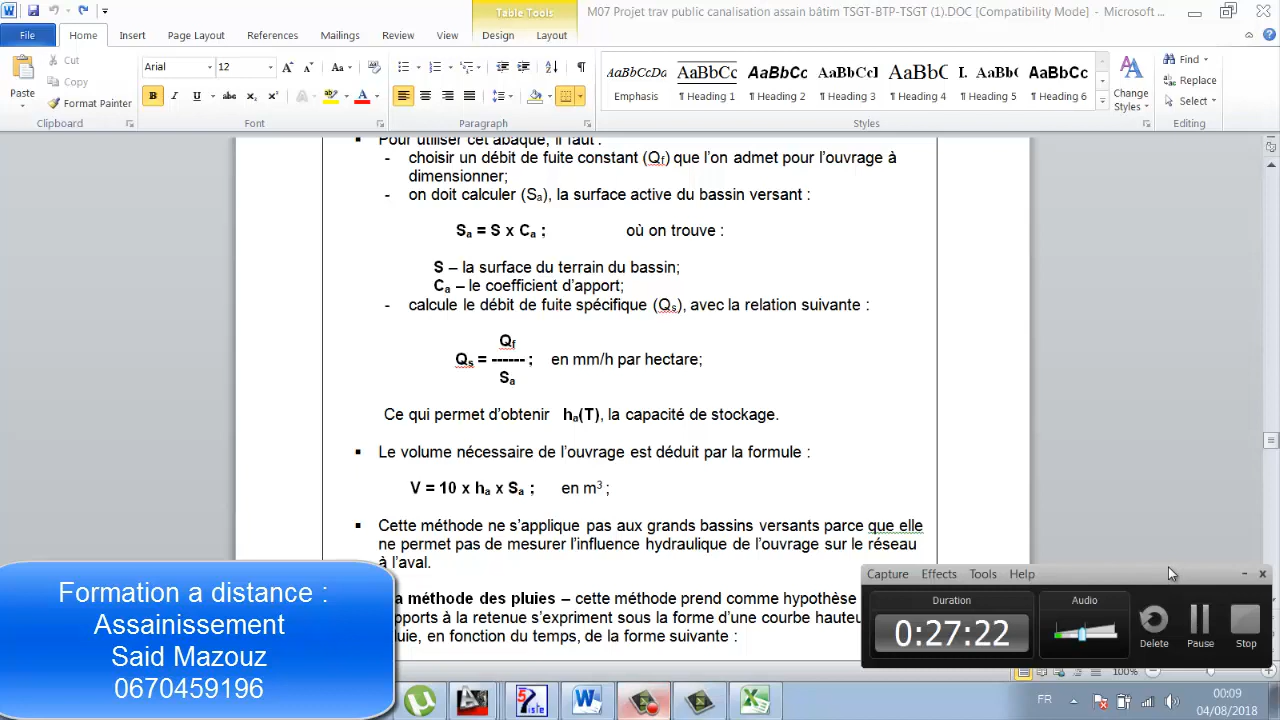 Table Tools
M07 Projet trav public canalisation assain bâtim TSGT-BTP-TSGT (1).DOC [Compatibility Mode] - Microsoft ...
File Home Insert Page Layout References Mailings Review View Design Layout
Paste
Cut
Copy
Format Painter
Clipboard
Arial 12
Font
Paragraph
AaBbCcDa AaBbCc AaBbCc AaBbCcI AaBbC I. AaBbC AaBbCc
Emphasis ¶ Heading 1 ¶ Heading 2 ¶ Heading 3 ¶ Heading 4 ¶ Heading 5 ¶ Heading 6
Styles
Change
Styles
Find
Replace
Select
Editing
Pour utiliser cet abaque, il faut :
- choisir un débit de fuite constant (Qf) que l'on admet pour l'ouvrage à
dimensionner;
- on doit calculer (Sa), la surface active du bassin versant :
Sa = S x Ca ; où on trouve :
S – la surface du terrain du bassin;
Ca – le coefficient d'apport;
- calcule le débit de fuite spécifique (Qs), avec la relation suivante :
Qf
Qs = ------ ; en mm/h par hectare;
Sa
Ce qui permet d'obtenir ha(T), la capacité de stockage.
Le volume nécessaire de l'ouvrage est déduit par la formule :
V = 10 x ha x Sa ; en m3 ;
Cette méthode ne s'applique pas aux grands bassins versants parce que elle
ne permet pas de mesurer l'influence hydraulique de l'ouvrage sur le réseau
à l'aval.
a méthode des pluies – cette méthode prend comme hypothèse
pports à la retenue s'expriment sous la forme d'une courbe hauteu
luie, en fonction du temps, de la forme suivante :
Formation a distance :
Assainissement
Said Mazouz
0670459196
Capture Effects Tools Help
Duration
0:27:22
Audio
Delete
Pause
Stop
100%
FR
00:09
04/08/2018